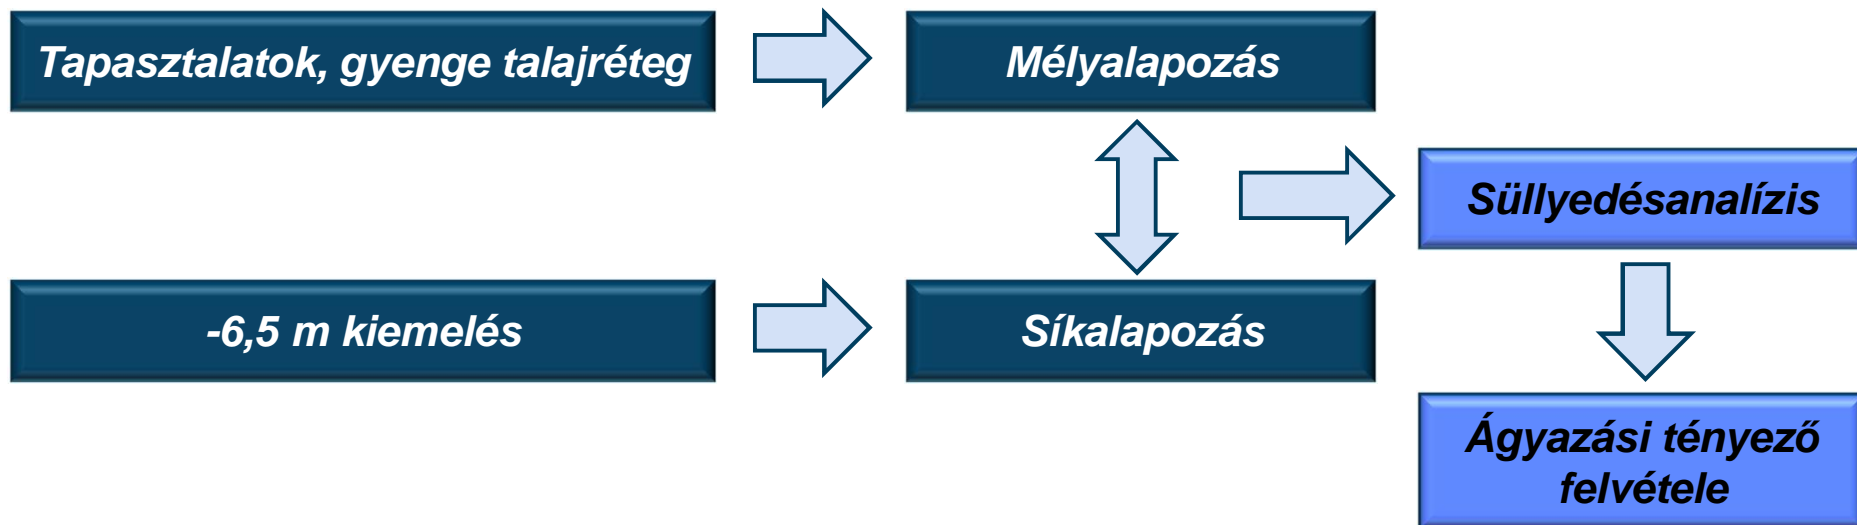 Tapasztalatok, gyenge talajréteg
Mélyalapozás
Süllyedésanalízis
-6,5 m kiemelés
Síkalapozás
Ágyazási tényező
felvétele